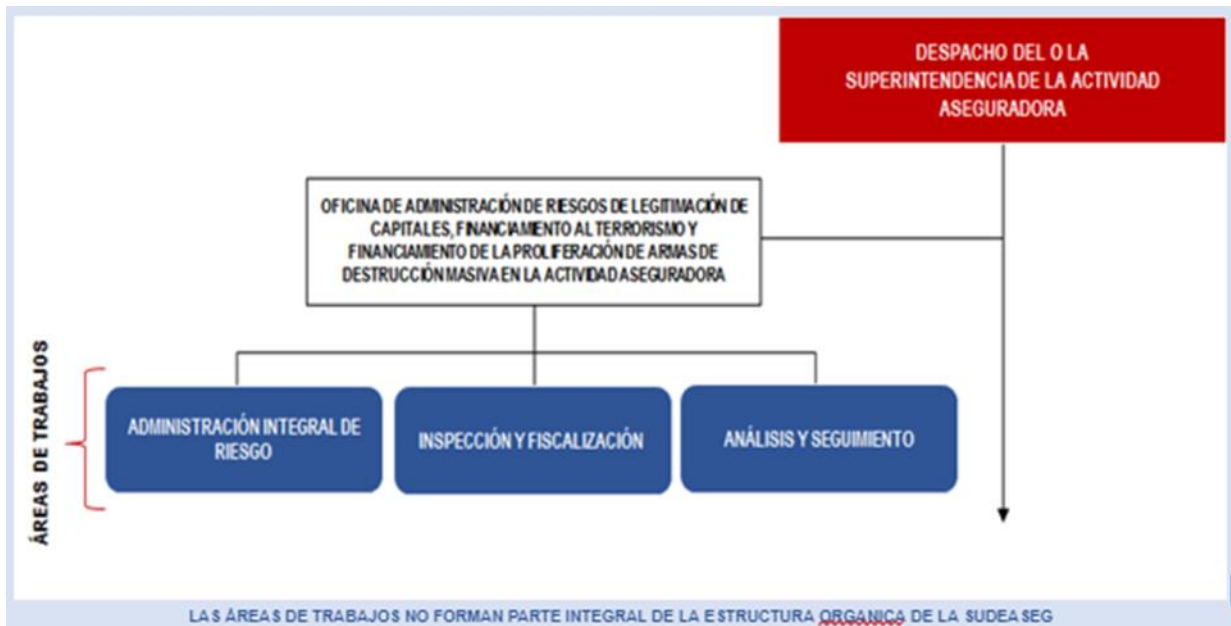 DESPACHO DEL O LA
SUPERINTENDENCIA DE LA ACTIVIDAD
ASEGURADORA
OFICINA DE ADMINISTRACIÓN DE RIESGOS DE LEGITIMACIÓN DE
CAPITALES, FINANCIAMIENTO AL TERRORISMO Y
FINANCIAMIENTO DE LA PROLIFERACIÓN DE ARMAS DE
DESTRUCCIÓN MASIVA EN LA ACTIVIDAD ASEGURADORA
ÁREAS DE TRABAJOS
ADMINISTRACIÓN INTEGRAL DE
RIESGO
INSPECCIÓN Y FISCALIZACIÓN
ANÁLISIS Y SEGUIMIENTO
LAS ÁREAS DE TRABAJOS NO FORMAN PARTE INTEGRAL DE LA ESTRUCTURA ORGANICA DE LA SUDEASEG